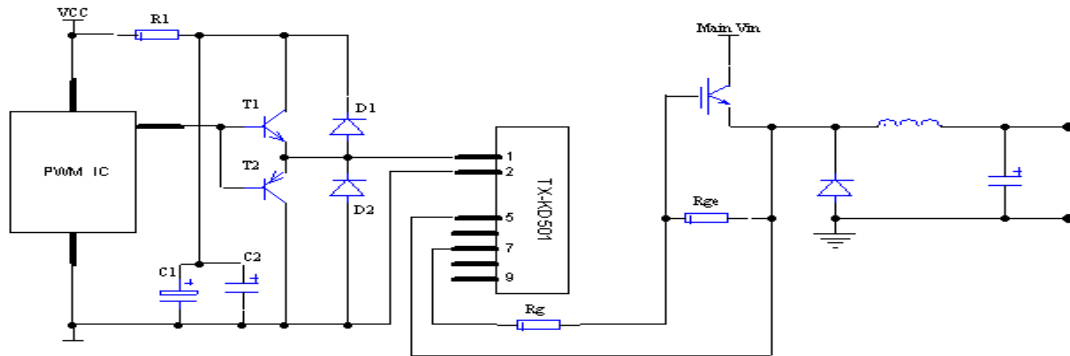 VCC
R1
Main Vin
T1
D1
PWM IC
T2
D2
1
2
5
7
9
TX-KD501
Rge
C1
C2
Rg